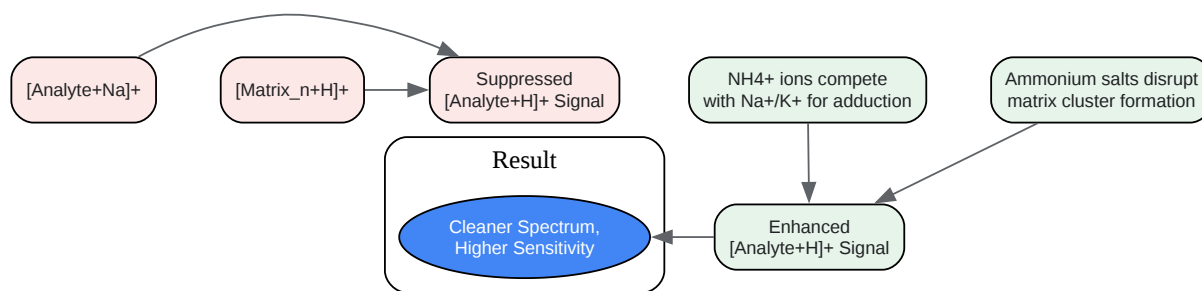 [Analyte+Na]+
[Matrix_n+H]+
Suppressed
[Analyte+H]+ Signal
NH4+ ions compete
with Na+/K+ for adduction
Ammonium salts disrupt
matrix cluster formation
Result
Cleaner Spectrum,
Higher Sensitivity
Enhanced
[Analyte+H]+ Signal